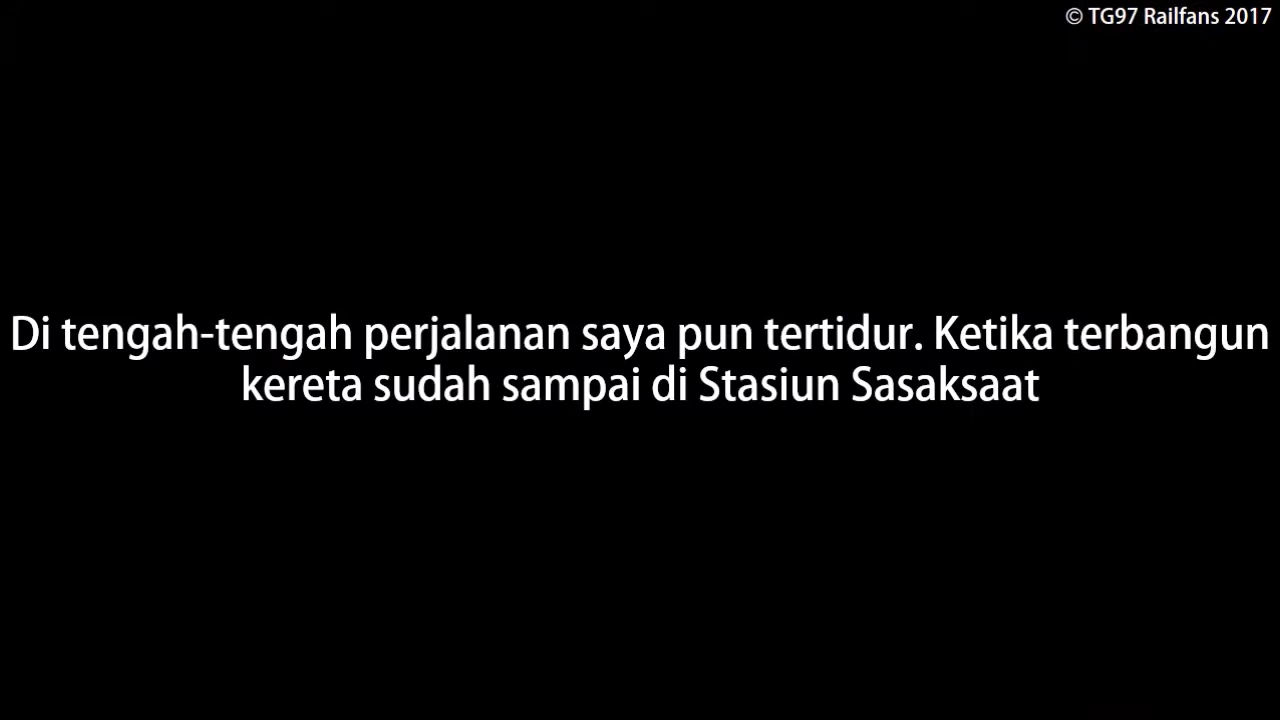 © TG97 Railfans 2017
Di tengah-tengah perjalanan saya pun tertidur. Ketika terbangun
kereta sudah sampai di Stasiun Sasaksaat